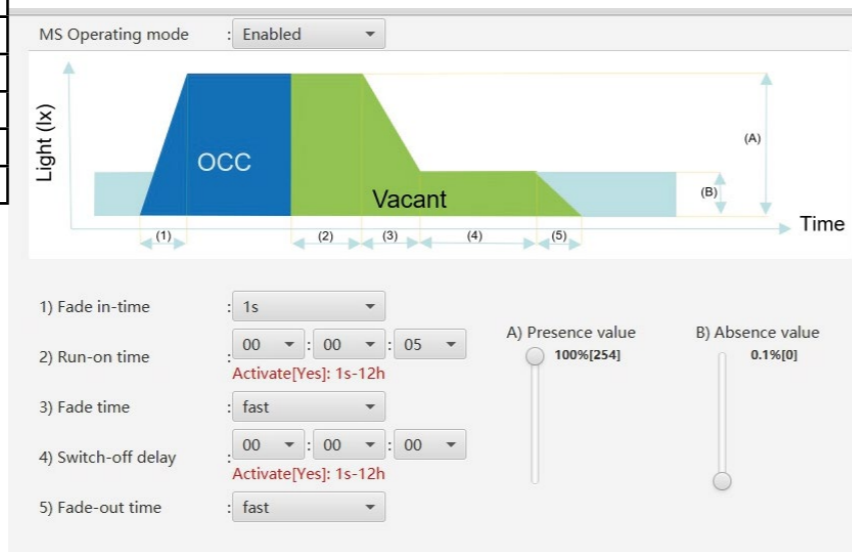 MS Operating mode : Enabled
Light (lx)
OCC
Vacant
(A)
(B)
Time
(1) (2) (3) (4) (5)
1) Fade in-time : 1s
2) Run-on time : 00 : 00 : 05
Activate[Yes]: 1s-12h
3) Fade time : fast
4) Switch-off delay : 00 : 00 : 00
Activate[Yes]: 1s-12h
5) Fade-out time : fast
A) Presence value
100%[254]
B) Absence value
0.1%[0]